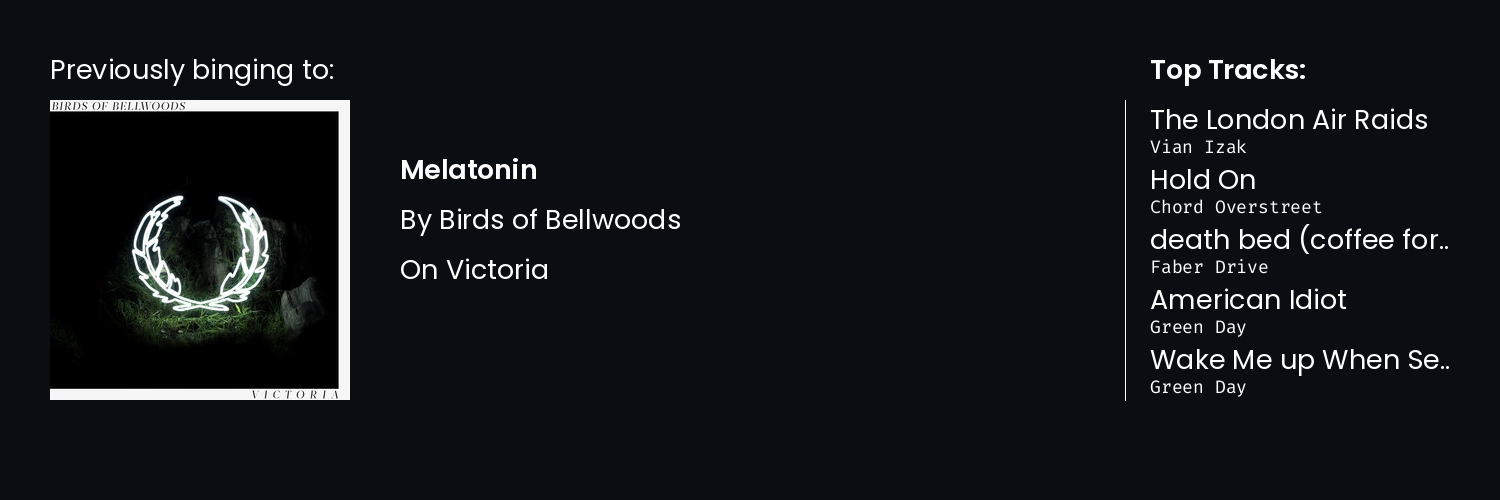 Previously binging to:
BIRDS OF BELLWOODS
VICTORIA
Melatonin
By Birds of Bellwoods
On Victoria
Top Tracks:
The London Air Raids
Vian Izak
Hold On
Chord Overstreet
death bed (coffee for..
Faber Drive
American Idiot
Green Day
Wake Me up When Se..
Green Day